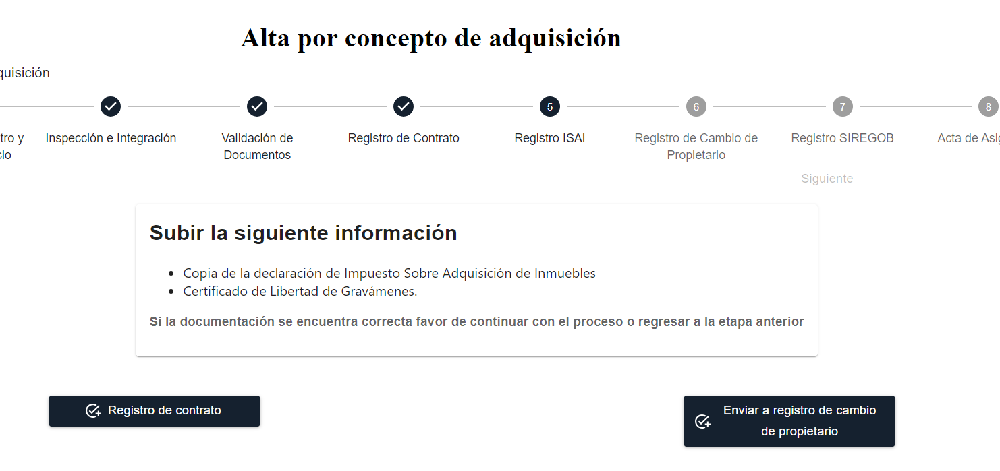 Alta por concepto de adquisición
quisición
5
6
7
8
tro y
cio
Inspección e Integración
Validación de
Documentos
Registro de Contrato
Registro ISAI
Registro de Cambio de
Propietario
Registro SIREGOB
Acta de Asig
Siguiente
Subir la siguiente información
• Copia de la declaración de Impuesto Sobre Adquisición de Inmuebles
• Certificado de Libertad de Gravámenes.
Si la documentación se encuentra correcta favor de continuar con el proceso o regresar a la etapa anterior
Registro de contrato
Enviar a registro de cambio
de propietario